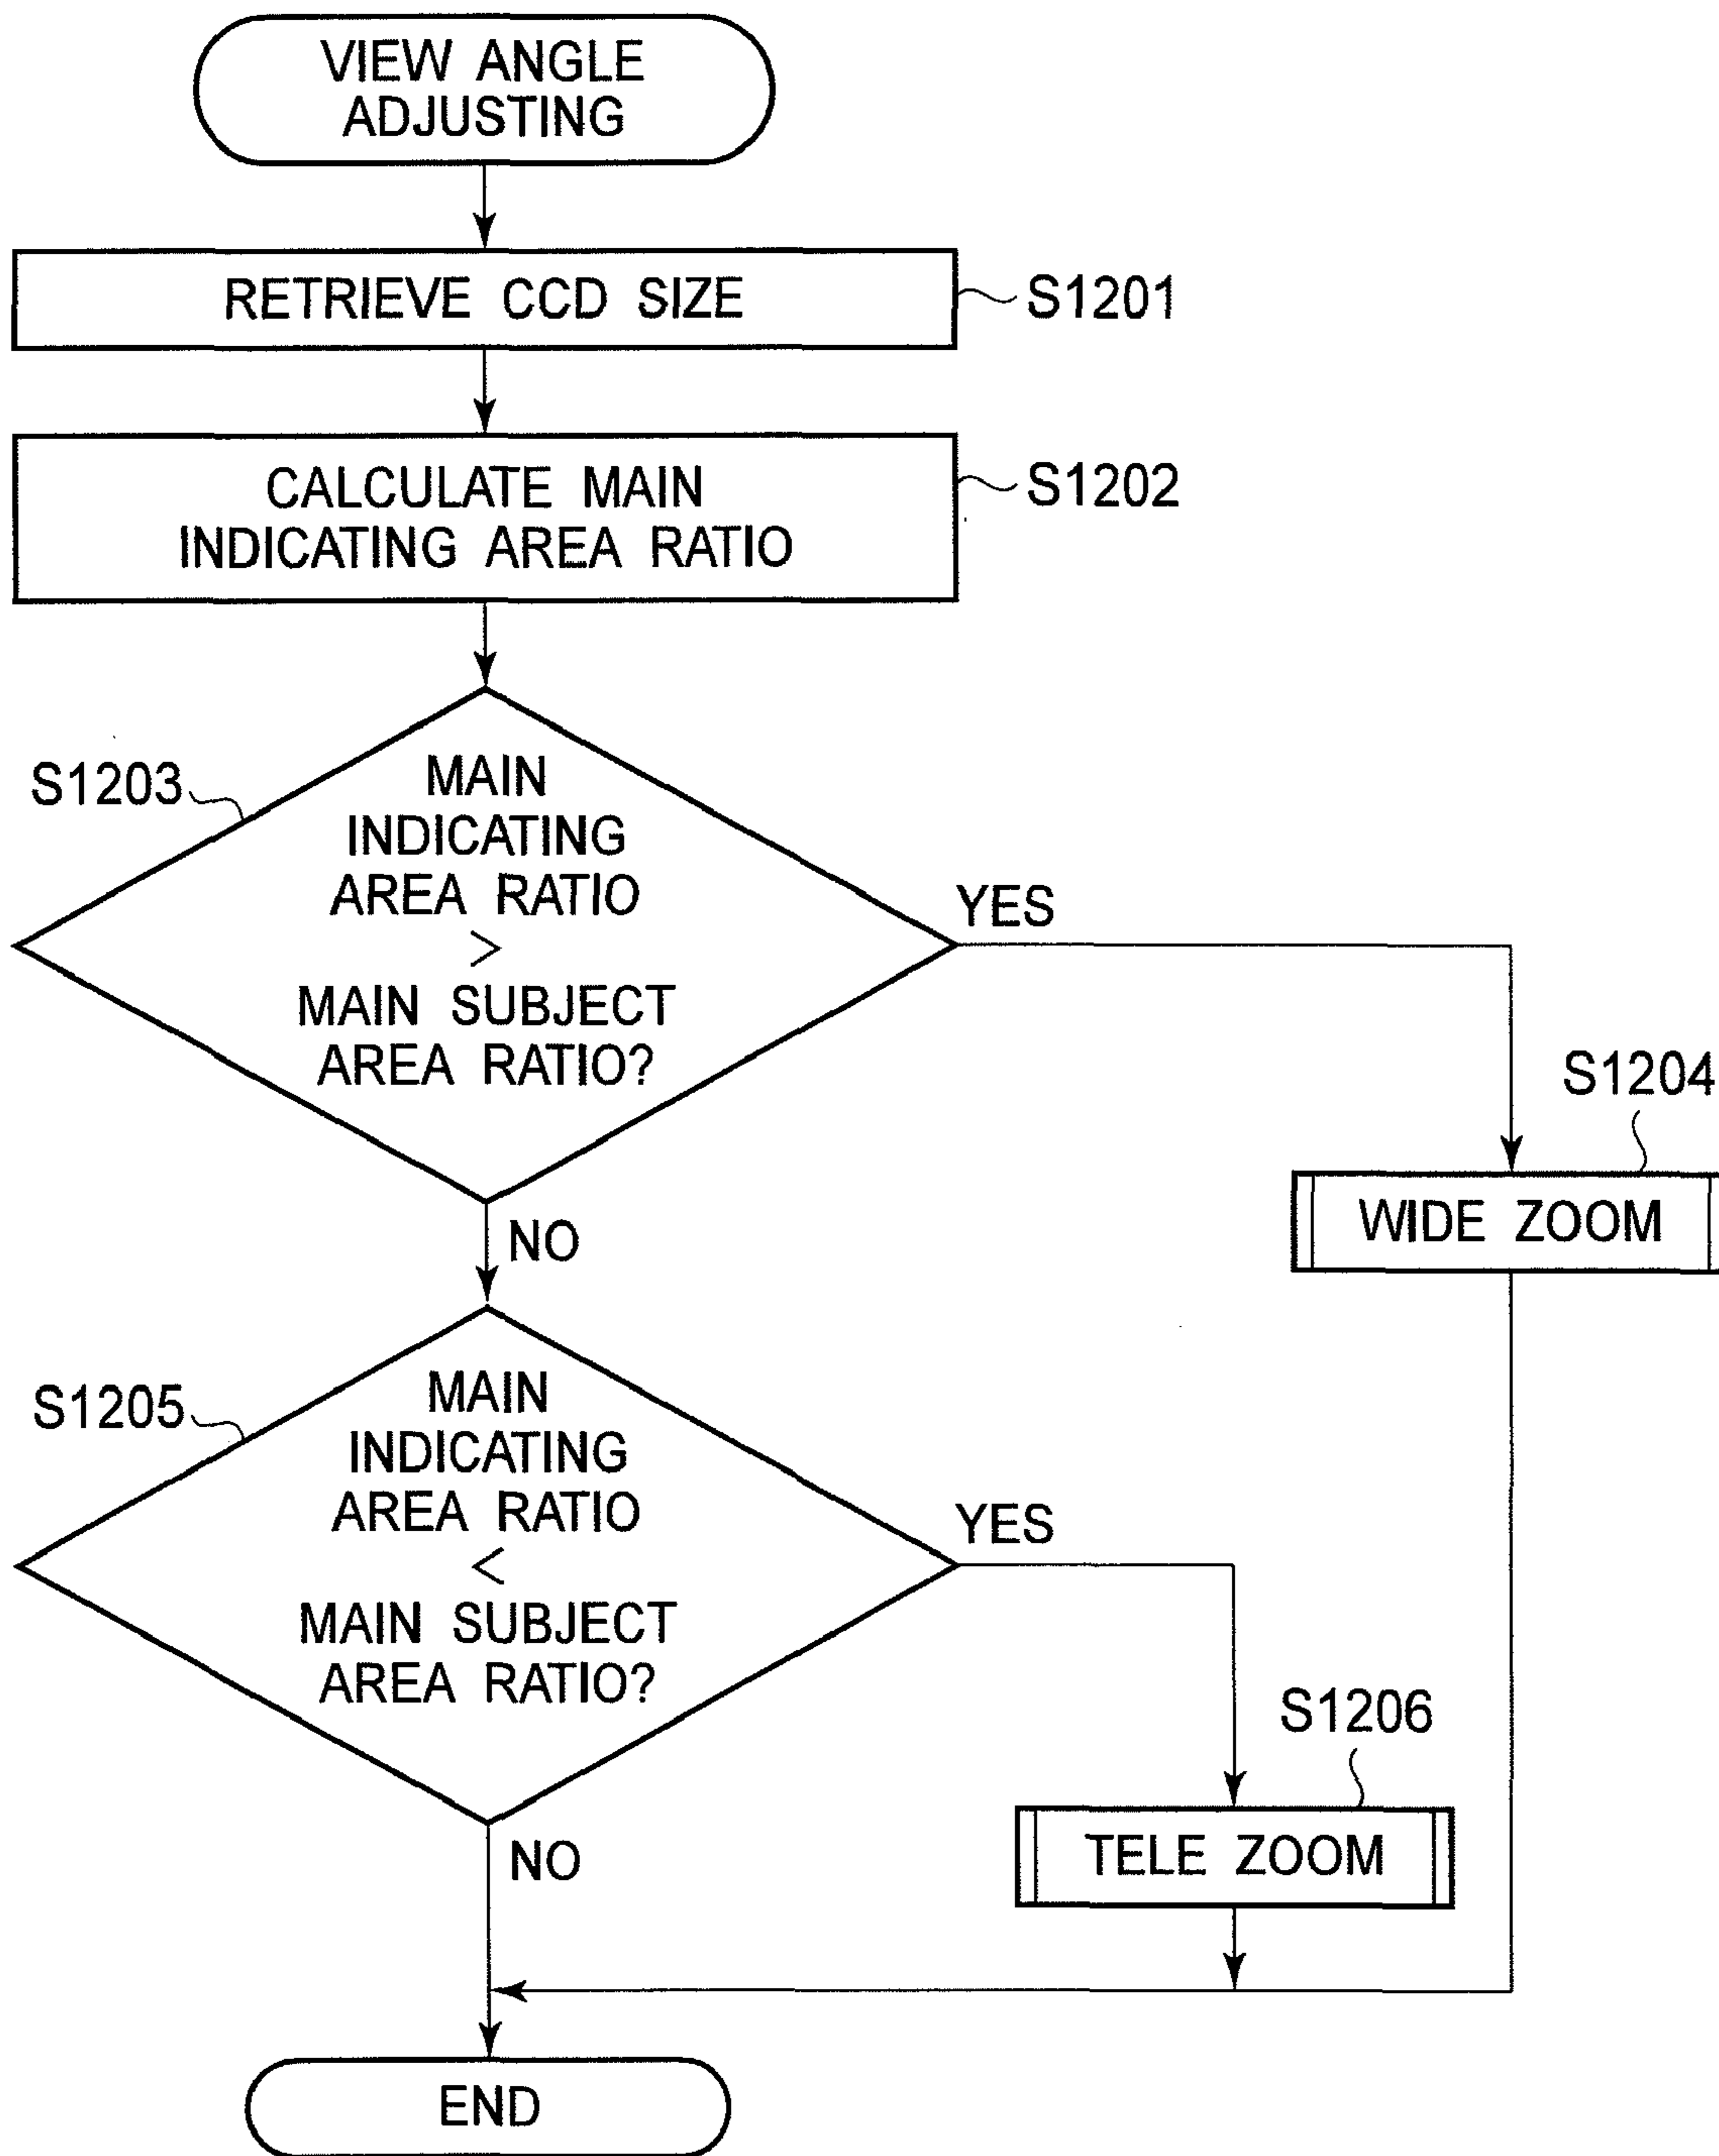 VIEW ANGLE
ADJUSTING
RETRIEVE CCD SIZE
S1201
CALCULATE MAIN
INDICATING AREA RATIO
S1202
S1203
MAIN
INDICATING
AREA RATIO
>
MAIN SUBJECT
AREA RATIO?
YES
NO
S1204
WIDE ZOOM
S1205
MAIN
INDICATING
AREA RATIO
<
MAIN SUBJECT
AREA RATIO?
YES
NO
S1206
TELE ZOOM
END